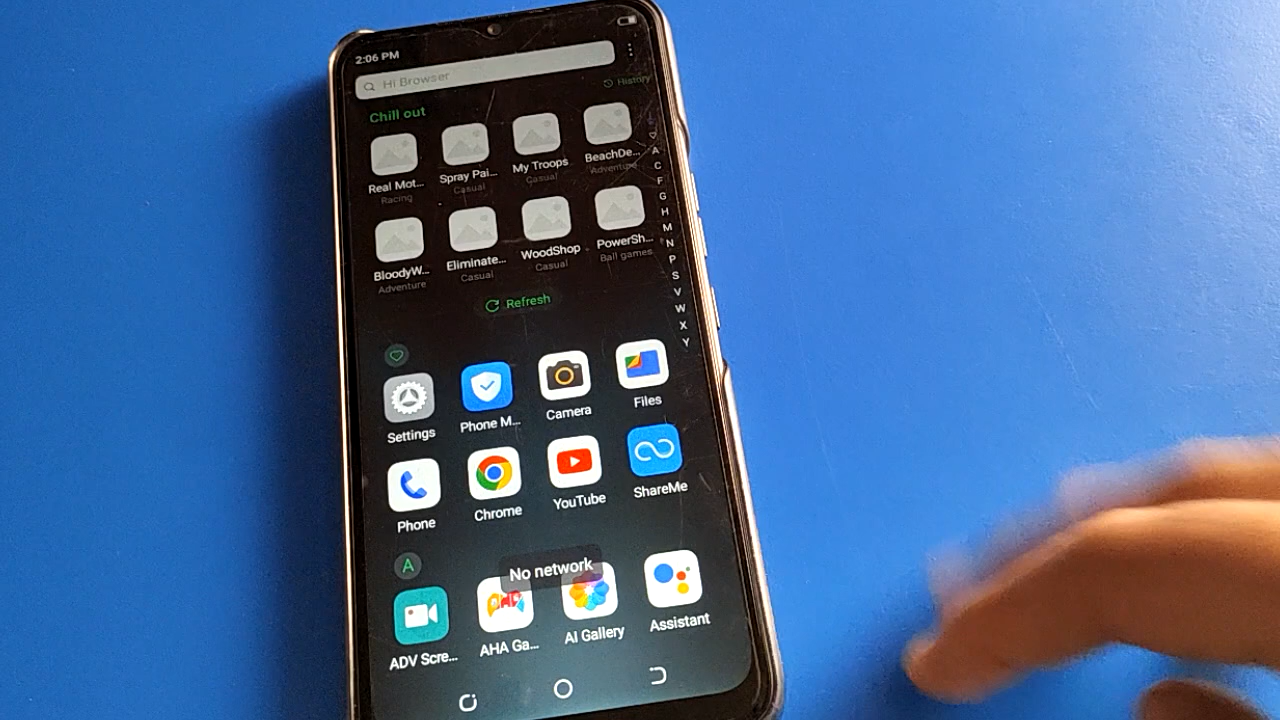 2:06 PM
Hi Browser
History
Chill out
Real Mot... Spray Pai... My Troops BeachDe...
Racing Casual Casual Adventure
BloodyW... Eliminate... WoodShop PowerSh...
Adventure Casual Casual Ball games
Refresh
A
C
F
G
H
M
N
P
S
V
W
X
Y
Settings Phone M... Camera Files
Phone Chrome YouTube ShareMe
A
No network
ADV Scre... AHA Ga... AI Gallery Assistant